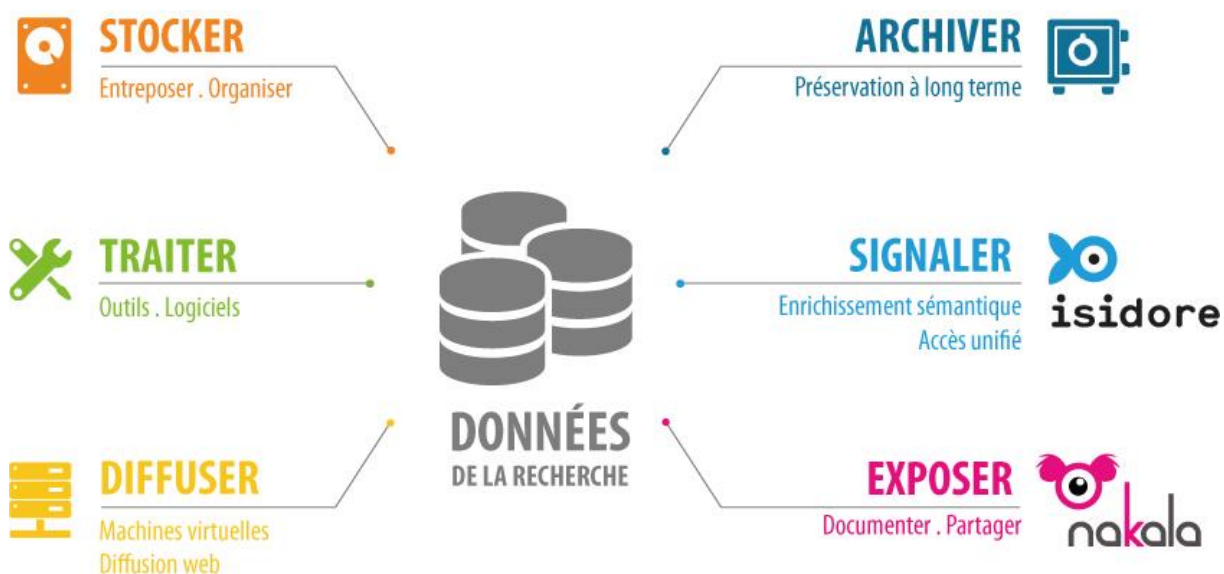 STOCKER
Entreposer . Organiser
ARCHIVER
Préservation à long terme
TRAITER
Outils . Logiciels
SIGNALER
Enrichissement sémantique
Accès unifié
isidore
DONNÉES
DE LA RECHERCHE
DIFFUSER
Machines virtuelles
Diffusion web
EXPOSER
Documenter . Partager
nakala